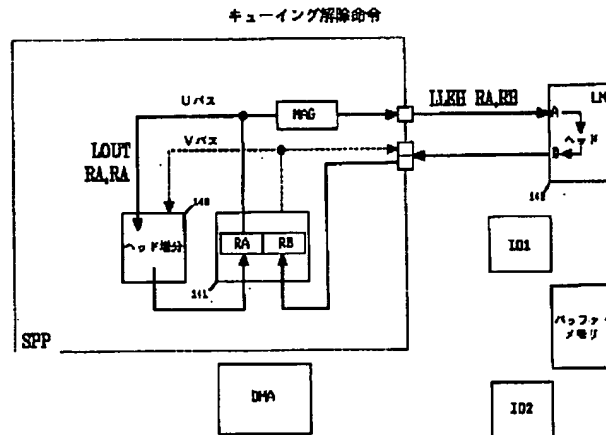 キューイング解除命令
Uバス
MAG
LLEH RA,RB
LM
A
ヘッド
B
Vバス
LOUT
RA,RA
140
ヘッド増分
RA
RB
141
142
ID1
バッファ
メモリ
SPP
DMA
ID2